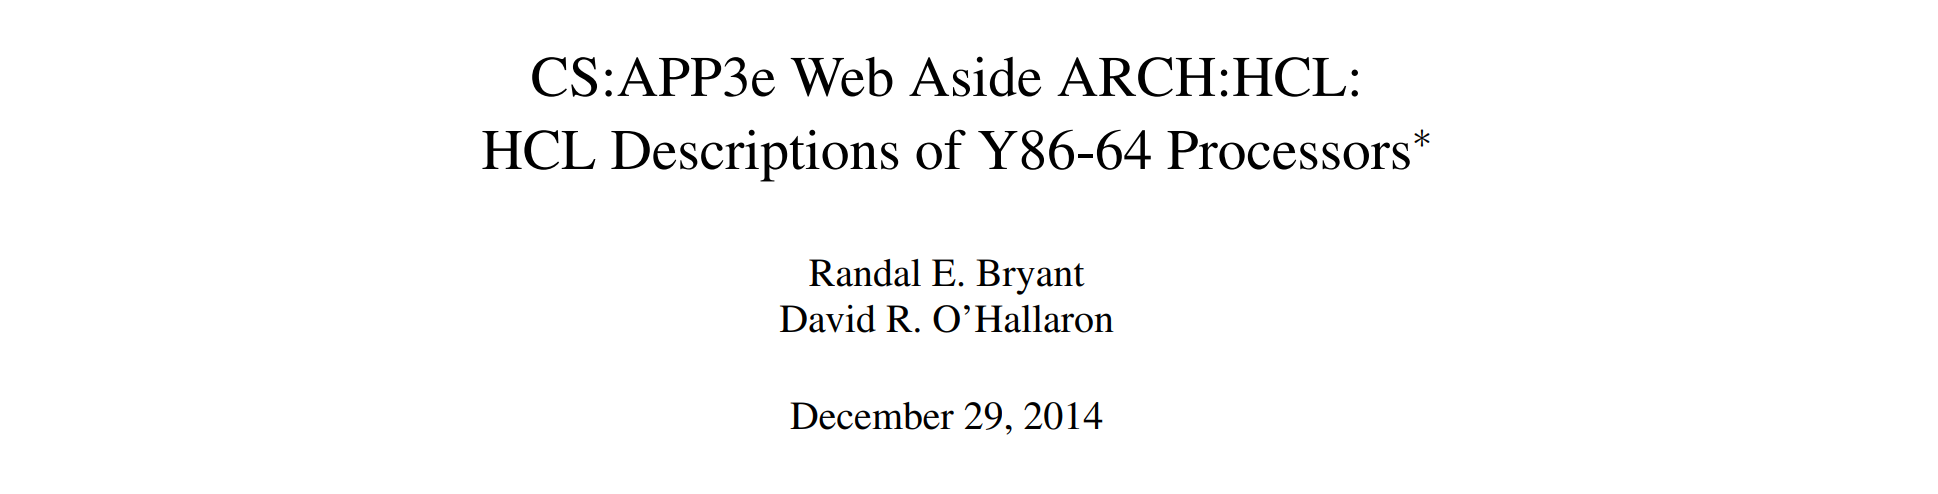 CS:APP3e Web Aside ARCH:HCL:
HCL Descriptions of Y86-64 Processors*
Randal E. Bryant
David R. O’Hallaron
December 29, 2014